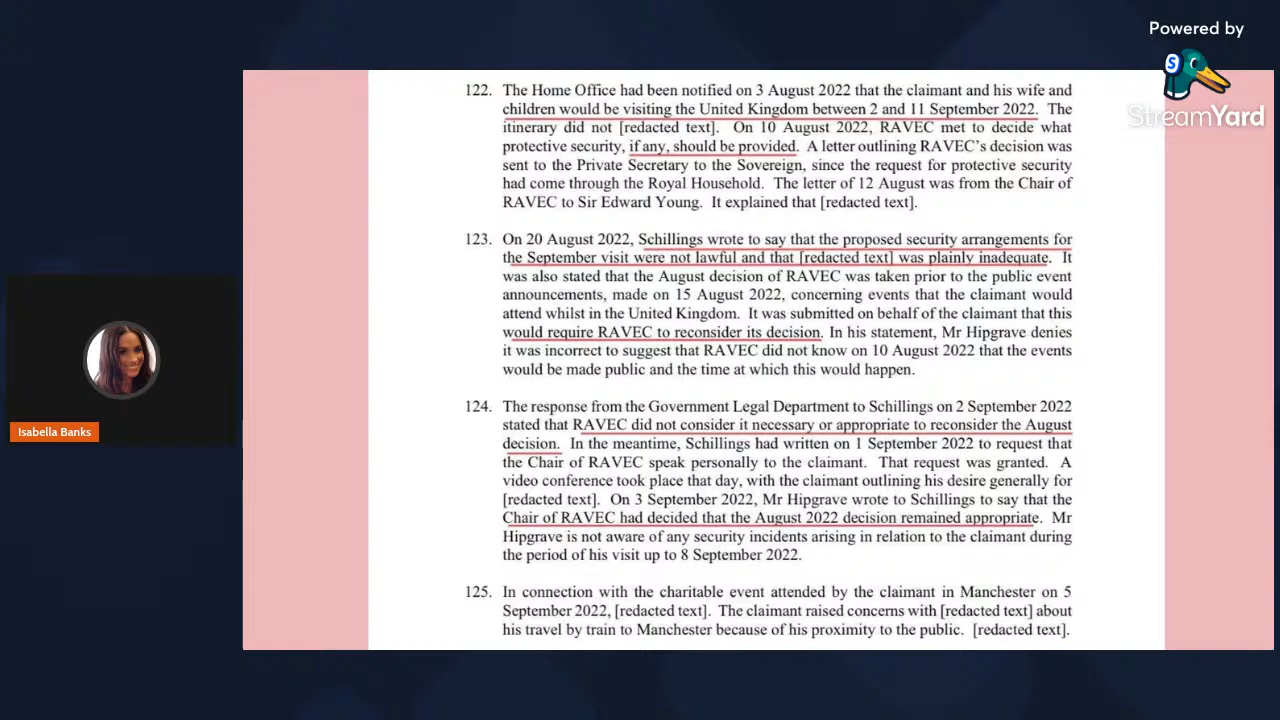 Powered by
S
StreamYard
122. The Home Office had been notified on 3 August 2022 that the claimant and his wife and
children would be visiting the United Kingdom between 2 and 11 September 2022. The
itinerary did not [redacted text]. On 10 August 2022, RAVEC met to decide what
protective security, if any, should be provided. A letter outlining RAVEC's decision was
sent to the Private Secretary to the Sovereign, since the request for protective security
had come through the Royal Household. The letter of 12 August was from the Chair of
RAVEC to Sir Edward Young. It explained that [redacted text].
123. On 20 August 2022, Schillings wrote to say that the proposed security arrangements for
the September visit were not lawful and that [redacted text] was plainly inadequate. It
was also stated that the August decision of RAVEC was taken prior to the public event
announcements, made on 15 August 2022, concerning events that the claimant would
attend whilst in the United Kingdom. It was submitted on behalf of the claimant that this
would require RAVEC to reconsider its decision. In his statement, Mr Hipgrave denies
it was incorrect to suggest that RAVEC did not know on 10 August 2022 that the events
would be made public and the time at which this would happen.
124. The response from the Government Legal Department to Schillings on 2 September 2022
stated that RAVEC did not consider it necessary or appropriate to reconsider the August
decision. In the meantime, Schillings had written on 1 September 2022 to request that
the Chair of RAVEC speak personally to the claimant. That request was granted. A
video conference took place that day, with the claimant outlining his desire generally for
[redacted text]. On 3 September 2022, Mr Hipgrave wrote to Schillings to say that the
Chair of RAVEC had decided that the August 2022 decision remained appropriate. Mr
Hipgrave is not aware of any security incidents arising in relation to the claimant during
the period of his visit up to 8 September 2022.
125. In connection with the charitable event attended by the claimant in Manchester on 5
September 2022, [redacted text]. The claimant raised concerns with [redacted text] about
his travel by train to Manchester because of his proximity to the public. [redacted text].
Isabella Banks